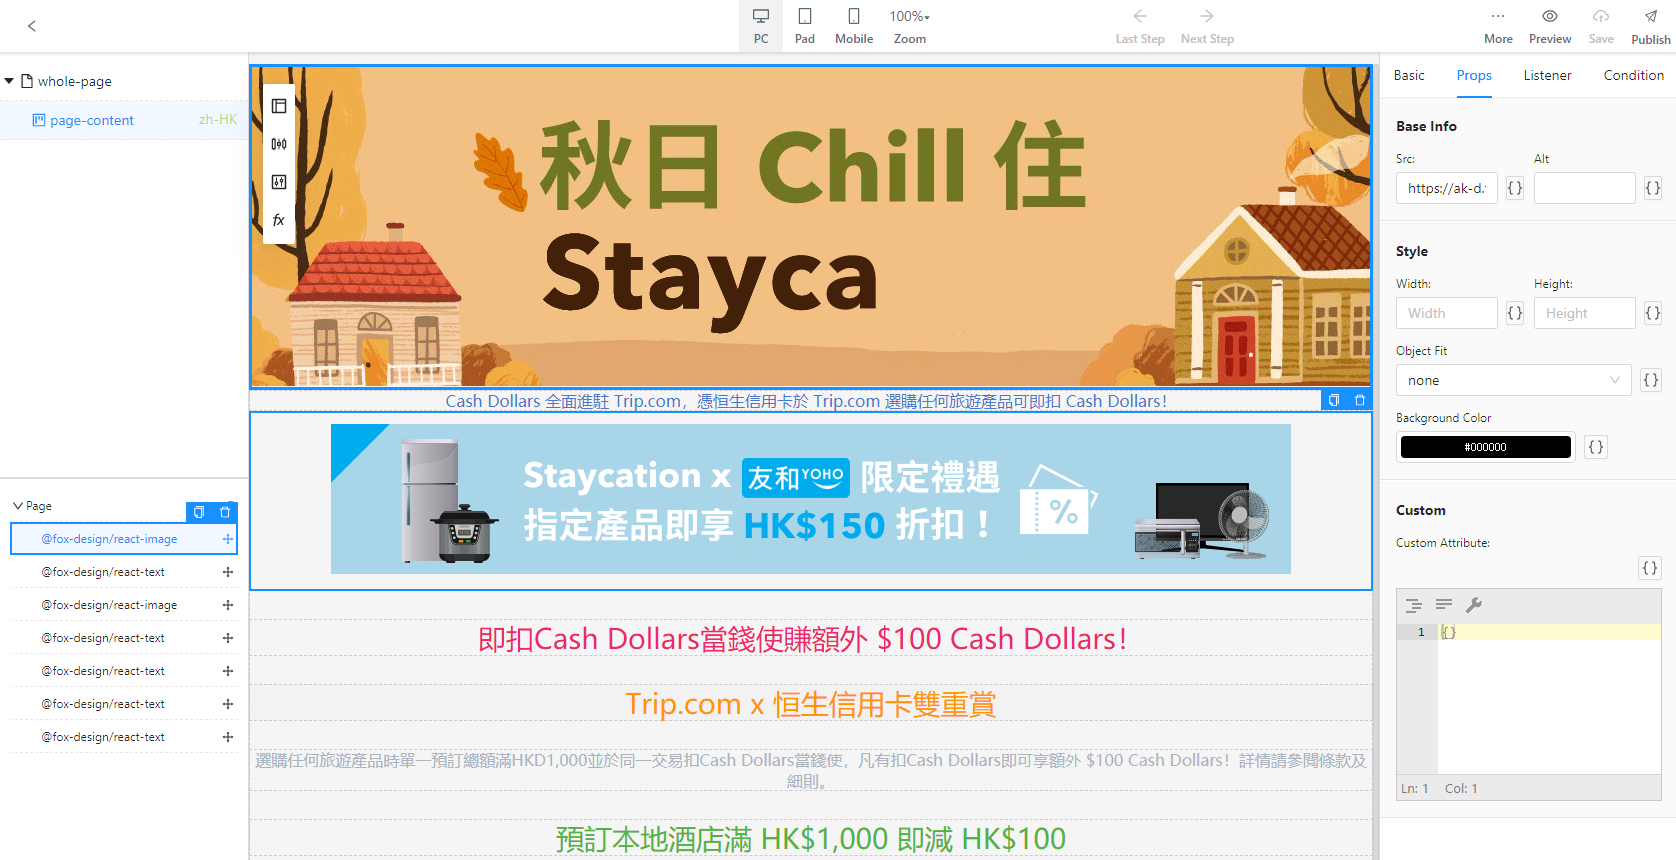 PC
Pad
Mobile
100%
Zoom
Last Step
Next Step
More
Preview
Save
Publish
whole-page
page-content
zh-HK
Page
@fox-design/react-image
@fox-design/react-text
@fox-design/react-image
@fox-design/react-text
@fox-design/react-text
@fox-design/react-text
@fox-design/react-text
fx
秋日 Chill 住
Stayca
Cash Dollars 全面進駐 Trip.com，憑恒生信用卡於 Trip.com 選購任何旅遊產品可即扣 Cash Dollars！
Staycation x 友和YOHO 限定禮遇
指定產品即享 HK$150 折扣！
%
即扣Cash Dollars當錢使賺額外 $100 Cash Dollars！
Trip.com x 恒生信用卡雙重賞
選購任何旅遊產品時單一預訂總額滿HKD1,000並於同一交易扣Cash Dollars當錢使，凡有扣Cash Dollars即可享額外 $100 Cash Dollars！詳情請參閱條款及
細則。
預訂本地酒店滿 HK$1,000 即減 HK$100
Basic
Props
Listener
Condition
Base Info
Src:
Alt
https://ak-d.
{}
{}
Style
Width:
Height:
Width
{}
Height
{}
Object Fit
none
{}
Background Color
#000000
{}
Custom
Custom Attribute:
{}
1
{}
Ln: 1 Col: 1